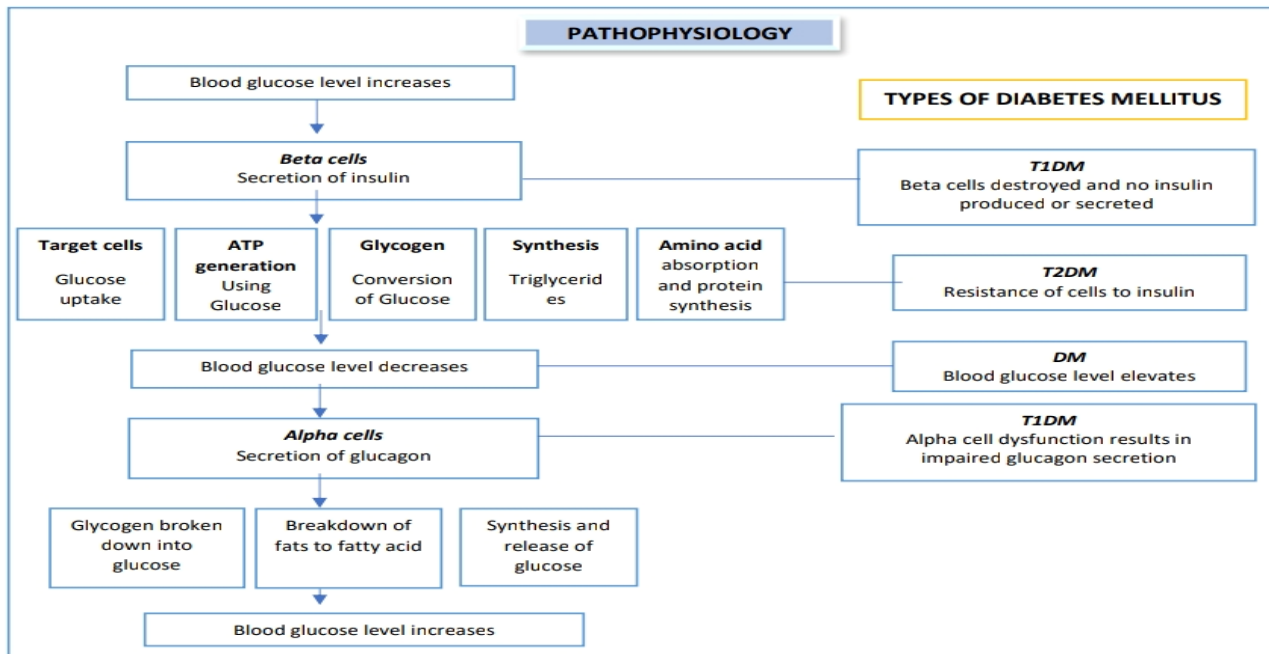 PATHOPHYSIOLOGY
Blood glucose level increases
TYPES OF DIABETES MELLITUS
Beta cells
Secretion of insulin
T1DM
Beta cells destroyed and no insulin
produced or secreted
Target cells
Glucose
uptake
ATP
generation
Using
Glucose
Glycogen
Conversion
of Glucose
Synthesis
Triglycerid
es
Amino acid
absorption
and protein
synthesis
T2DM
Resistance of cells to insulin
Blood glucose level decreases
DM
Blood glucose level elevates
Alpha cells
Secretion of glucagon
T1DM
Alpha cell dysfunction results in
impaired glucagon secretion
Glycogen broken
down into
glucose
Breakdown of
fats to fatty acid
Synthesis and
release of
glucose
Blood glucose level increases